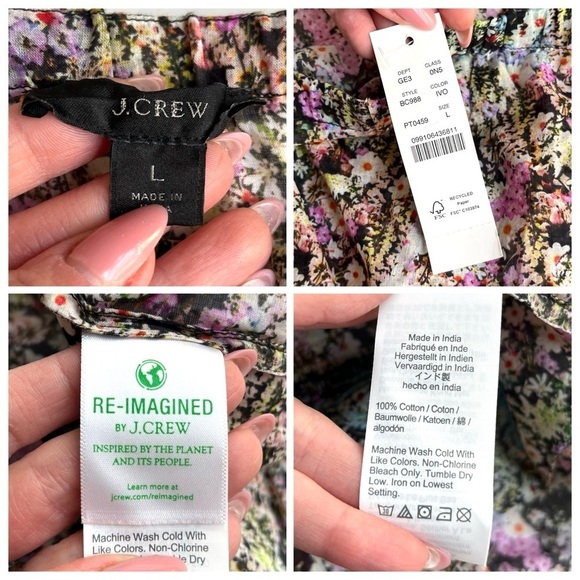 J.CREW
L
MADE IN
DEPT
GE3
CLASS
0N5
STYLE
BC988
COLOR
IVO
PT0459
SIZE
L
099106436811
FSC
RECYCLED
Paper
FSC® C103874
RE-IMAGINED
BY J.CREW
INSPIRED BY THE PLANET
AND ITS PEOPLE.
Learn more at
jcrew.com/reimagined
Machine Wash Cold With
Like Colors. Non-Chlorine
Made in India
Fabriqué en Inde
Hergestellt in Indien
Vervaardigd in India
インド製
hecho en india
100% Cotton / Coton /
Baumwolle / Katoen / 綿 /
algodón
Machine Wash Cold With
Like Colors. Non-Chlorine
Bleach Only. Tumble Dry
Low. Iron on Lowest
Setting.